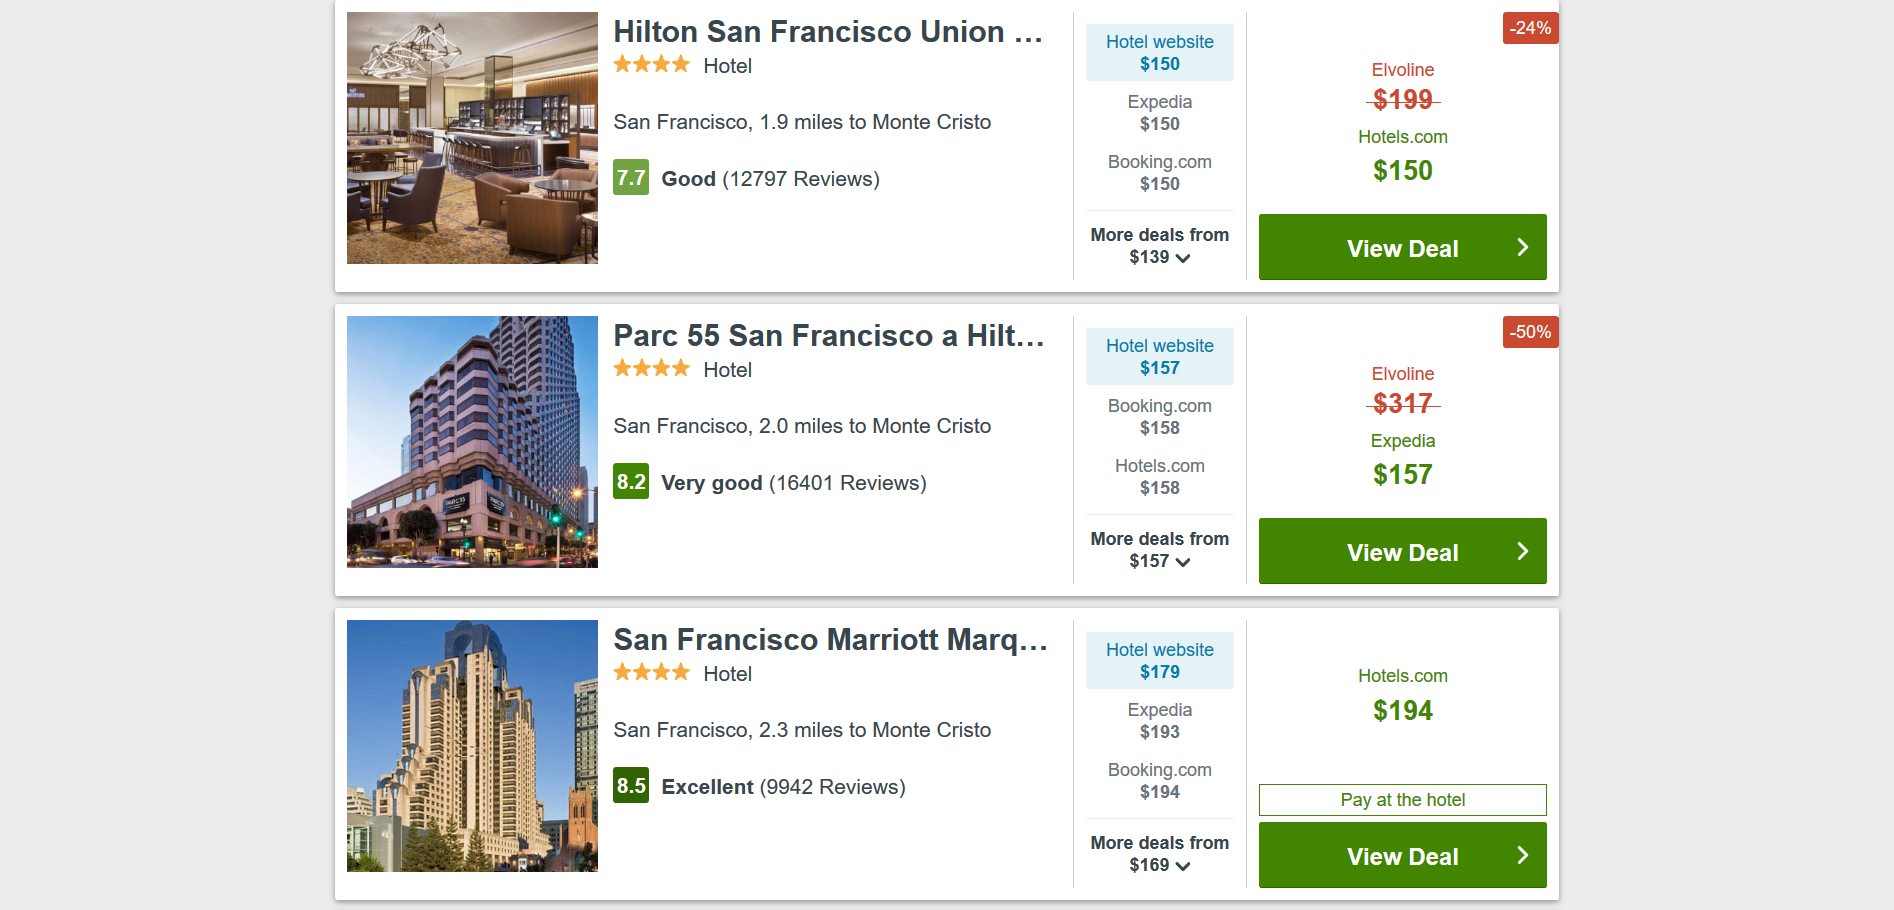 Hilton San Francisco Union ...
Hotel
San Francisco, 1.9 miles to Monte Cristo
7.7 Good (12797 Reviews)
Hotel website
$150
Expedia
$150
Booking.com
$150
More deals from
$139
-24%
Elvoline
$199
Hotels.com
$150
View Deal
Parc 55 San Francisco a Hilt...
Hotel
San Francisco, 2.0 miles to Monte Cristo
8.2 Very good (16401 Reviews)
PARC 55
Hotel website
$157
Booking.com
$158
Hotels.com
$158
More deals from
$157
-50%
Elvoline
$317
Expedia
$157
View Deal
San Francisco Marriott Marq...
Hotel
San Francisco, 2.3 miles to Monte Cristo
8.5 Excellent (9942 Reviews)
Hotel website
$179
Expedia
$193
Booking.com
$194
More deals from
$169
Hotels.com
$194
Pay at the hotel
View Deal